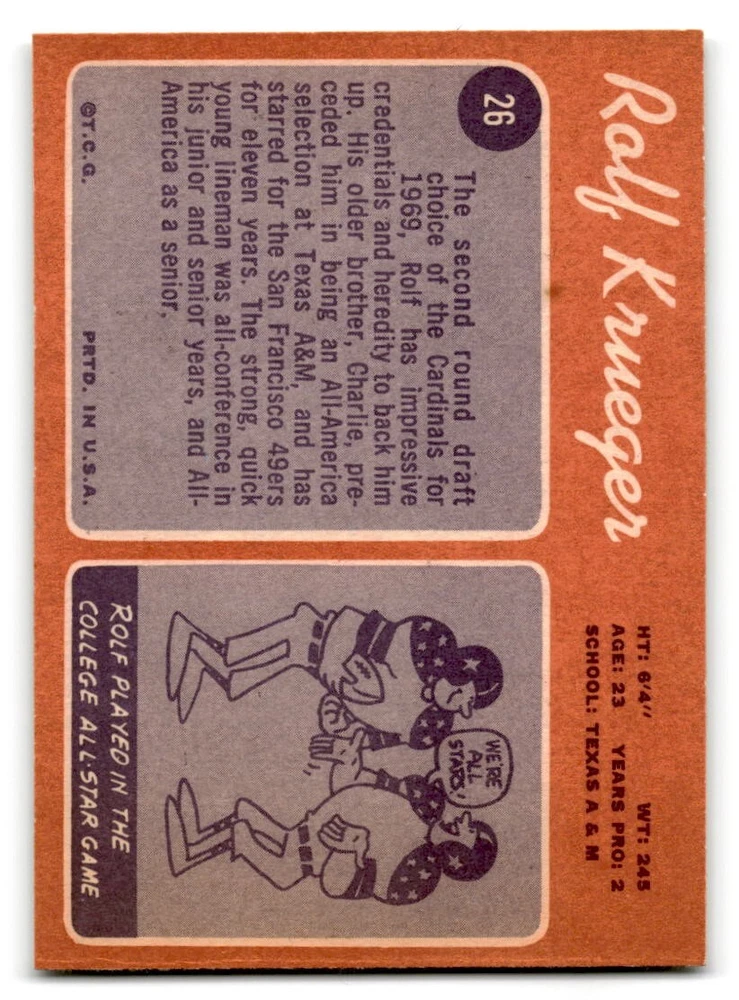 Rolf Krueger
HT: 6'4" WT: 245
AGE: 23 YEARS PRO: 2
SCHOOL: TEXAS A & M
26
The second round draft
choice of the Cardinals for
1969, Rolf has impressive
credentials and heredity to back him
up. His older brother, Charlie, pre-
ceded him in being an All-America
selection at Texas A&M, and has
starred for the San Francisco 49ers
for eleven years. The strong, quick
young lineman was all-conference in
his junior and senior years, and All-
America as a senior.
©T.C.G. PRTD. IN U.S.A.
WE'RE
ALL
STARS!
ROLF PLAYED IN THE
COLLEGE ALL-STAR GAME.